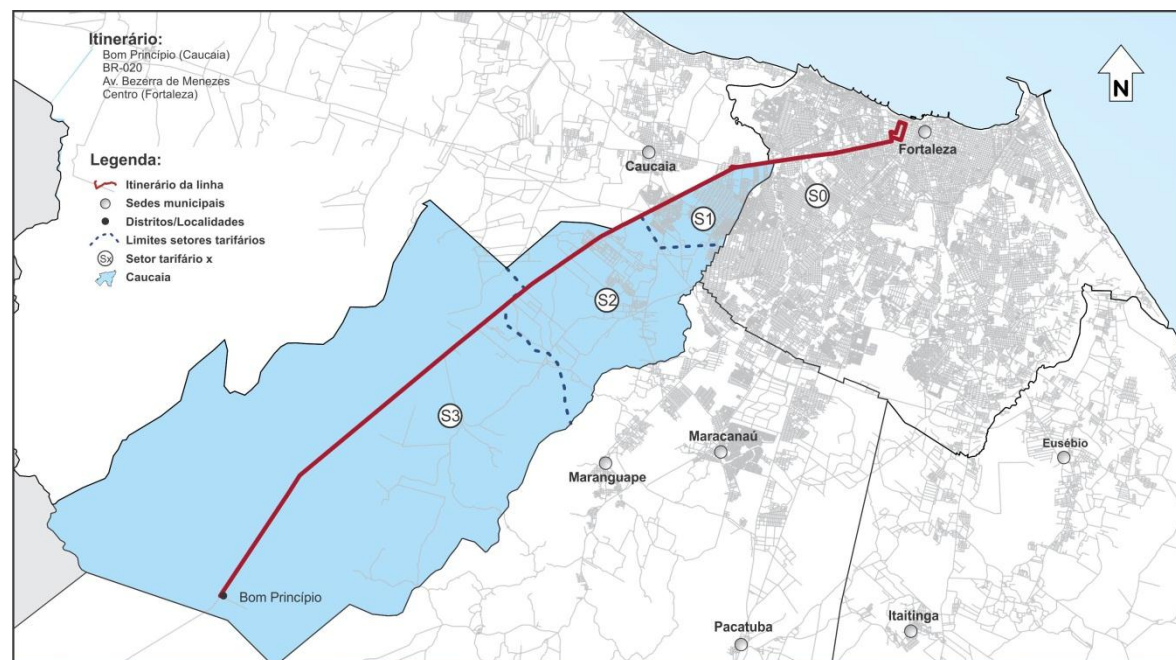 Itinerário:
Bom Princípio (Caucaia)
BR-020
Av. Bezerra de Menezes
Centro (Fortaleza)
N
Legenda:
Itinerário da linha
Sedes municipais
Distritos/Localidades
Limites setores tarifários
Sx Setor tarifário x
Caucaia
Fortaleza
Caucaia
S0
S1
S2
S3
Maracanaú
Eusébio
Maranguape
Bom Princípio
Itaitinga
Pacatuba